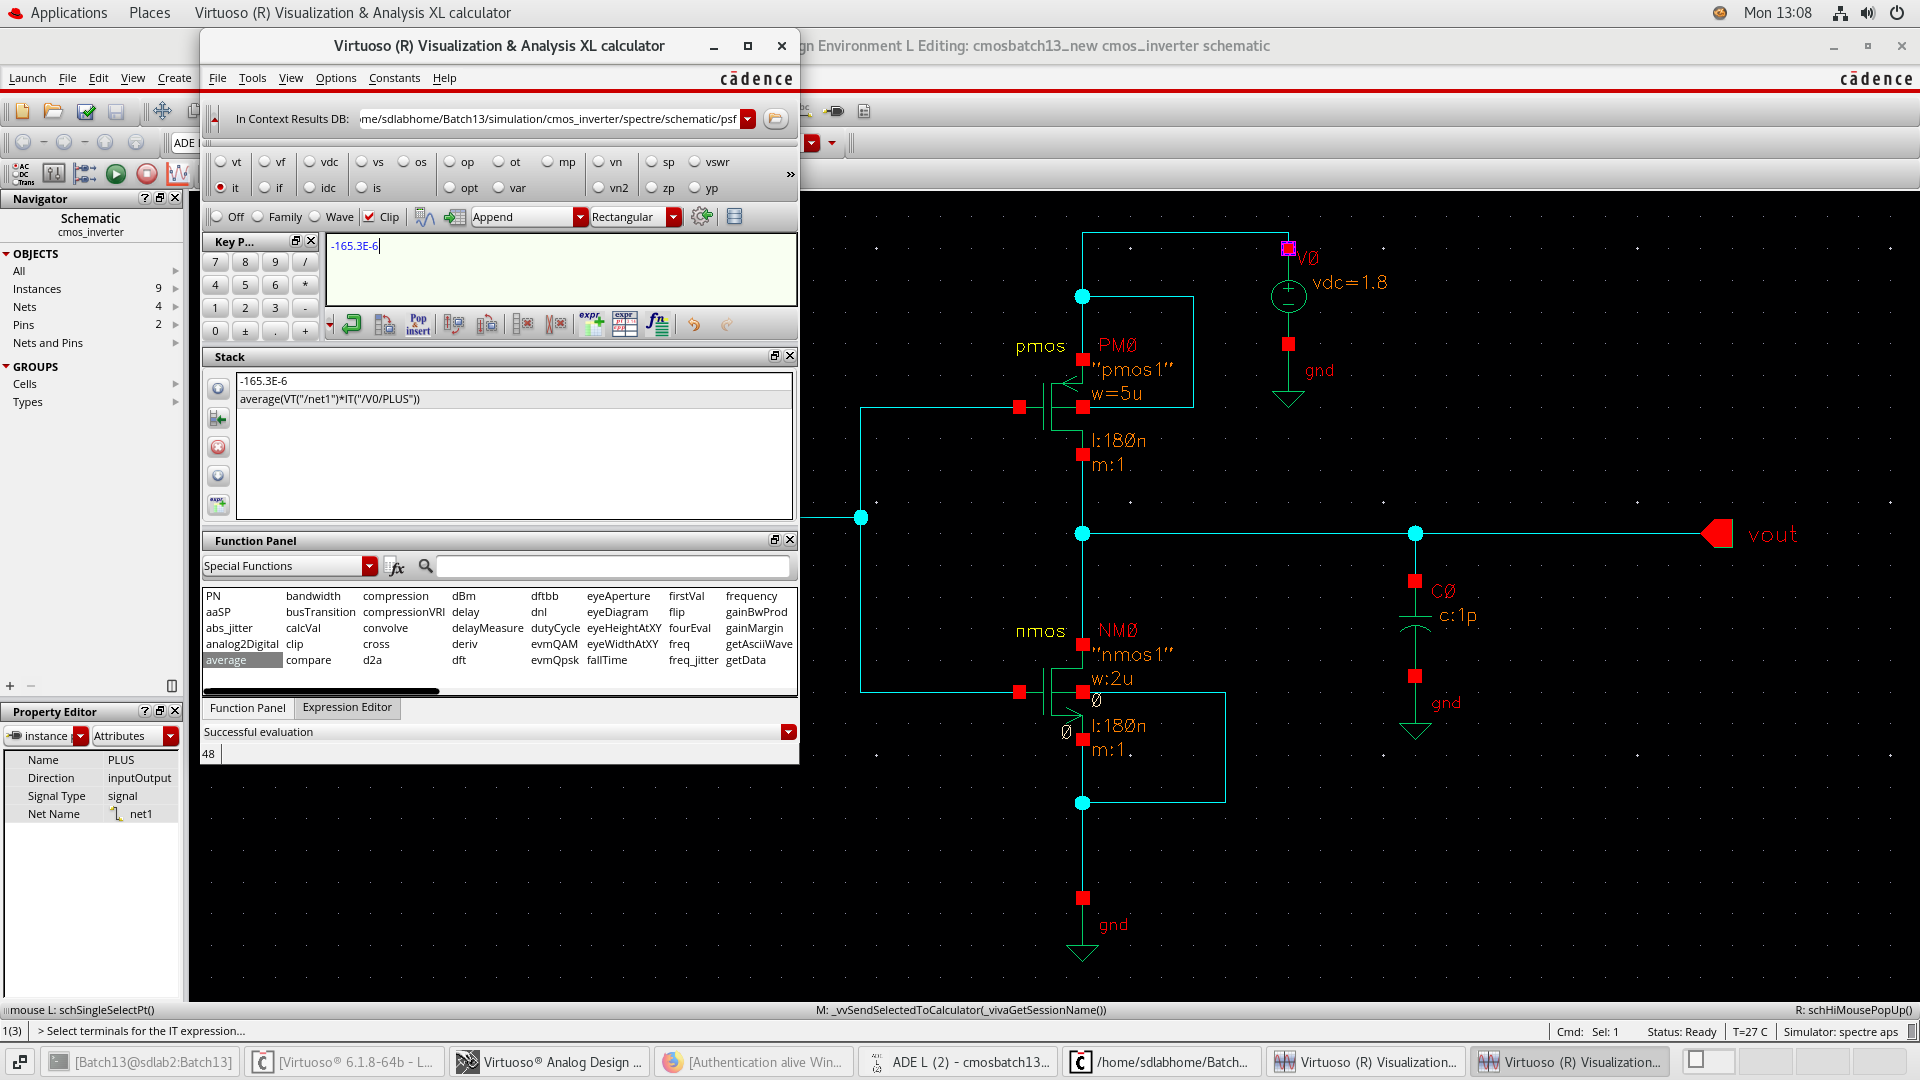 Applications Places Virtuoso (R) Visualization & Analysis XL calculator
Mon 13:08
Virtuoso (R) Visualization & Analysis XL calculator
gn Environment L Editing: cmosbatch13_new cmos_inverter schematic
Launch File Edit View Create
File Tools View Options Constants Help
cādence
cādence
In Context Results DB: ome/sdlabhome/Batch13/simulation/cmos_inverter/spectre/schematic/psf
ADE
vt vf vdc vs os op ot mp vn sp vswr
it if idc is opt var vn2 zp yp
»
AC
DC
Trans
Off Family Wave Clip Append Rectangular
Navigator
Schematic
cmos_inverter
OBJECTS
All
Instances 9
Nets 4
Pins 2
Nets and Pins
GROUPS
Cells
Types
Key P...
7 8 9 /
4 5 6 *
1 2 3 -
0 ± . +
-165.3E-6
Pop
&insert
expr
expr
fn
Stack
-165.3E-6
average(VT("/net1")*IT("/V0/PLUS"))
expr
Function Panel
Special Functions
fx
PN bandwidth compression dBm dftbb eyeAperture firstVal frequency
aaSP busTransition compressionVRI delay dnl eyeDiagram flip gainBwProd
abs_jitter calcVal convolve delayMeasure dutyCycle eyeHeightAtXY fourEval gainMargin
analog2Digital clip cross deriv evmQAM eyeWidthAtXY freq getAsciiWave
average compare d2a dft evmQpsk fallTime freq_jitter getData
Function Panel Expression Editor
Successful evaluation
48
Property Editor
instance Attributes
Name PLUS
Direction inputOutput
Signal Type signal
Net Name net1
V0
vdc=1.8
gnd
pmos PM0
"pmos1"
w=5u
l:180n
m:1
vout
C0
c:1p
gnd
nmos NM0
"nmos1"
w:2u
0
0
l:180n
m:1
gnd
mouse L: schSingleSelectPt()
M: _vvSendSelectedToCalculator(_vivaGetSessionName())
R: schHiMousePopUp()
1(3) > Select terminals for the IT expression...
Cmd: Sel: 1 Status: Ready T=27 C Simulator: spectre aps
[Batch13@sdlab2:Batch13]
[Virtuoso® 6.1.8-64b - L...
Virtuoso® Analog Design ...
[Authentication alive Win...
ADE L (2) - cmosbatch13...
/home/sdlabhome/Batch...
Virtuoso (R) Visualization...
Virtuoso (R) Visualization...